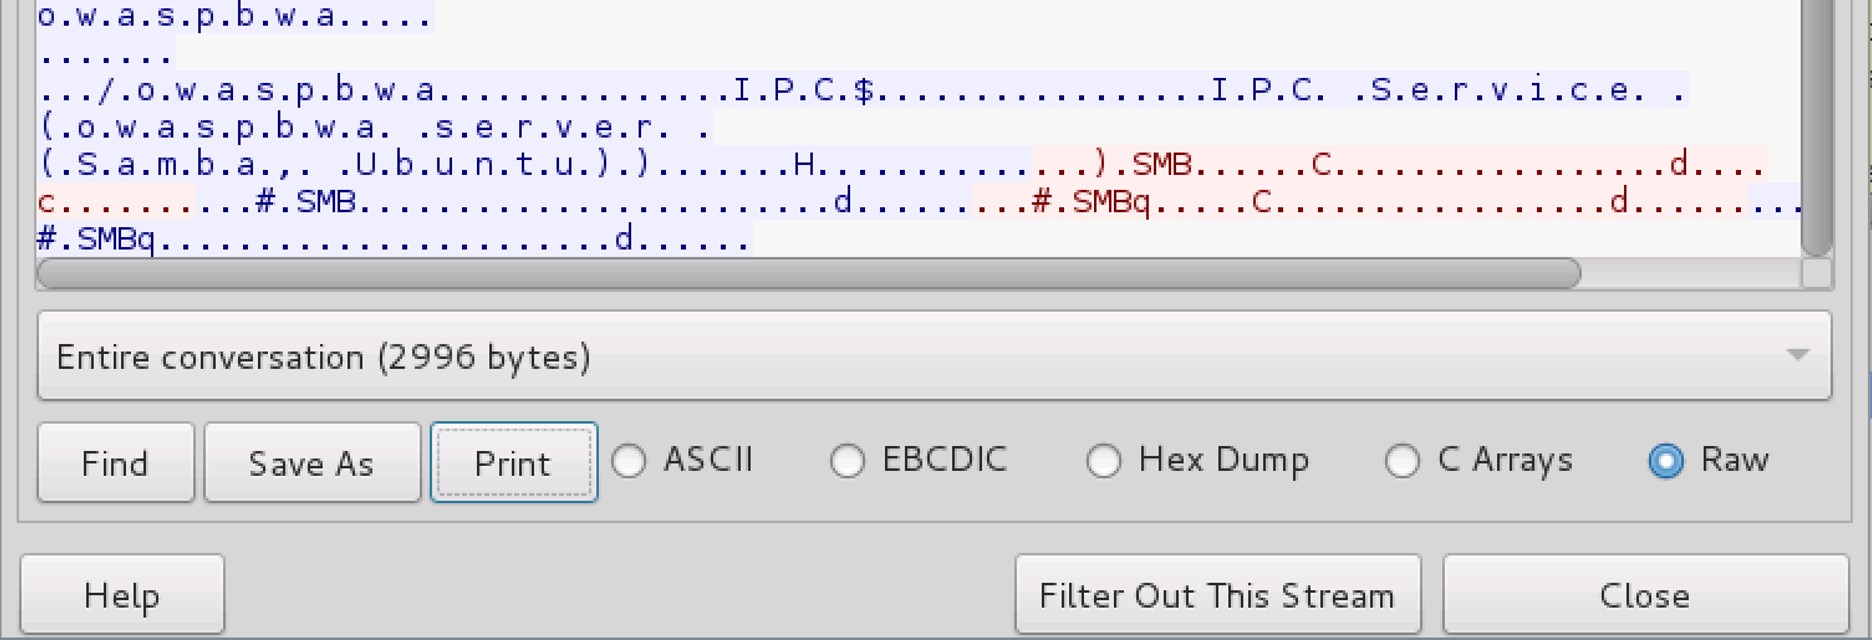 o.w.a.s.p.b.w.a.....
.......
.../.o.w.a.s.p.b.w.a...............I.P.C.$.................I.P.C. .S.e.r.v.i.c.e. .
(.o.w.a.s.p.b.w.a. .s.e.r.v.e.r. .
(.S.a.m.b.a.,. .U.b.u.n.t.u.).).......H..............).SMB......C.................d....
c..........#.SMB........................d.........#.SMBq.....C.................d.........
#.SMBq.......................d......
Entire conversation (2996 bytes)
Find Save As Print ASCII EBCDIC Hex Dump C Arrays Raw
Help Filter Out This Stream Close